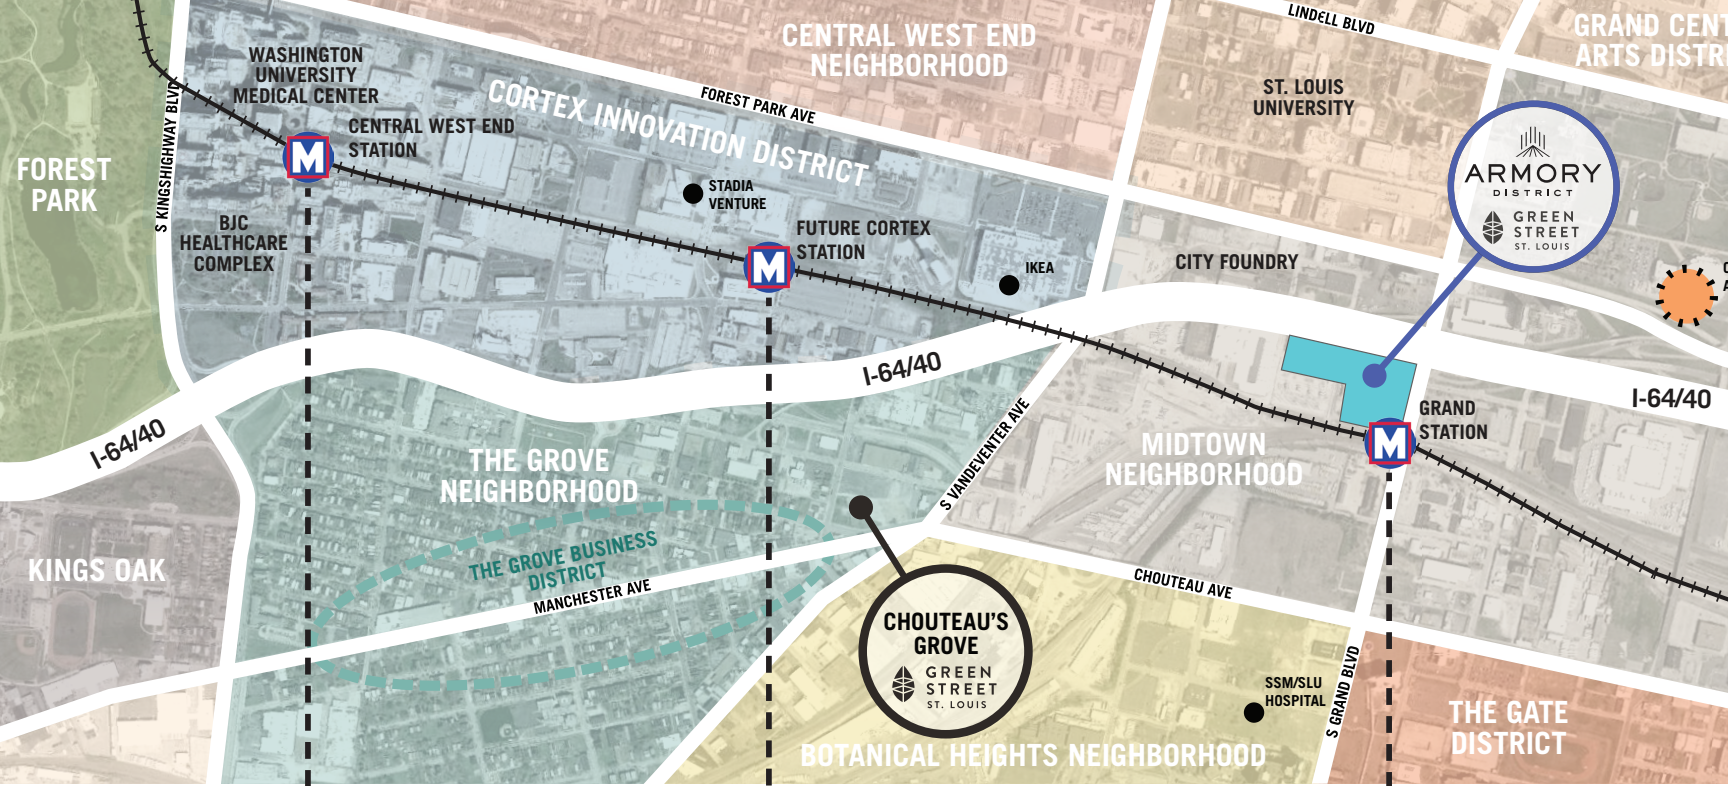 LINDELL BLVD
GRAND CENT
ARTS DISTRI
CENTRAL WEST END
NEIGHBORHOOD
WASHINGTON
UNIVERSITY
MEDICAL CENTER
CORTEX INNOVATION DISTRICT
FOREST PARK AVE
ST. LOUIS
UNIVERSITY
S KINGSHIGHWAY BLVD
M
CENTRAL WEST END
STATION
FOREST
PARK
ARMORY
DISTRICT
GREEN
STREET
ST. LOUIS
STADIA
VENTURE
BJC
HEALTHCARE
COMPLEX
M
FUTURE CORTEX
STATION
IKEA
CITY FOUNDRY
I-64/40
I-64/40
I-64/40
M
GRAND
STATION
S VANDEVENTER AVE
MIDTOWN
NEIGHBORHOOD
THE GROVE
NEIGHBORHOOD
THE GROVE BUSINESS
DISTRICT
MANCHESTER AVE
KINGS OAK
CHOUTEAU AVE
CHOUTEAU'S
GROVE
GREEN
STREET
ST. LOUIS
SSM/SLU
HOSPITAL
S GRAND BLVD
THE GATE
DISTRICT
BOTANICAL HEIGHTS NEIGHBORHOOD